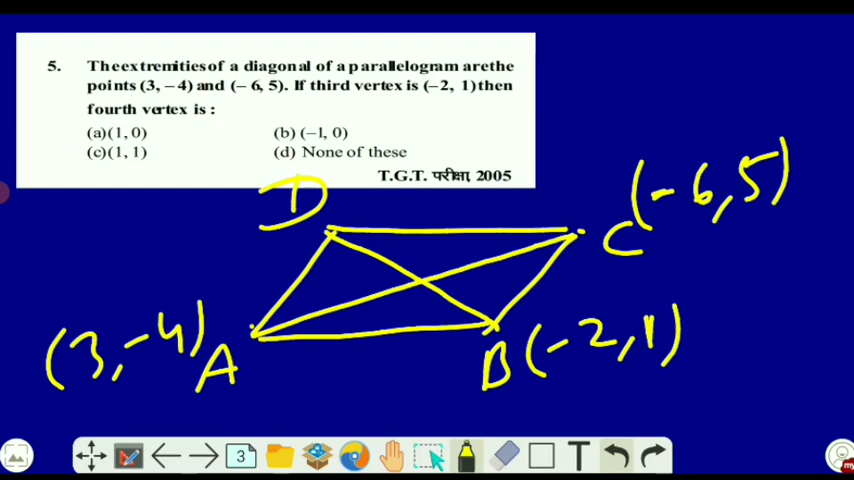 5. The extremities of a diagonal of a parallelogram are the
points (3, – 4) and (– 6, 5). If third vertex is (–2, 1) then
fourth vertex is :
(a) (1, 0) (b) (–1, 0)
(c) (1, 1) (d) None of these
T.G.T. परीक्षा, 2005
D
C (-6,5)
(3,-4) A
B (-2,1)
3
T
my